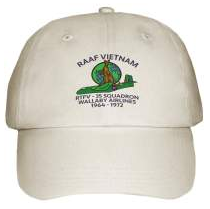 RAAF VIETNAM
RTFV - 35 SQUADRON
WALLABY AIRLINES
1964 - 1972